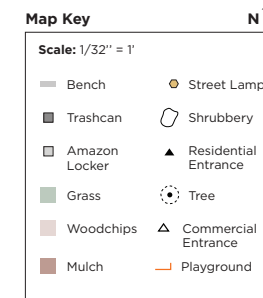 Map Key N
Scale: 1/32'' = 1'
Bench
Street Lamp
Trashcan
Shrubbery
Amazon
Locker
Residential
Entrance
Grass
Tree
Woodchips
Commercial
Entrance
Mulch
Playground